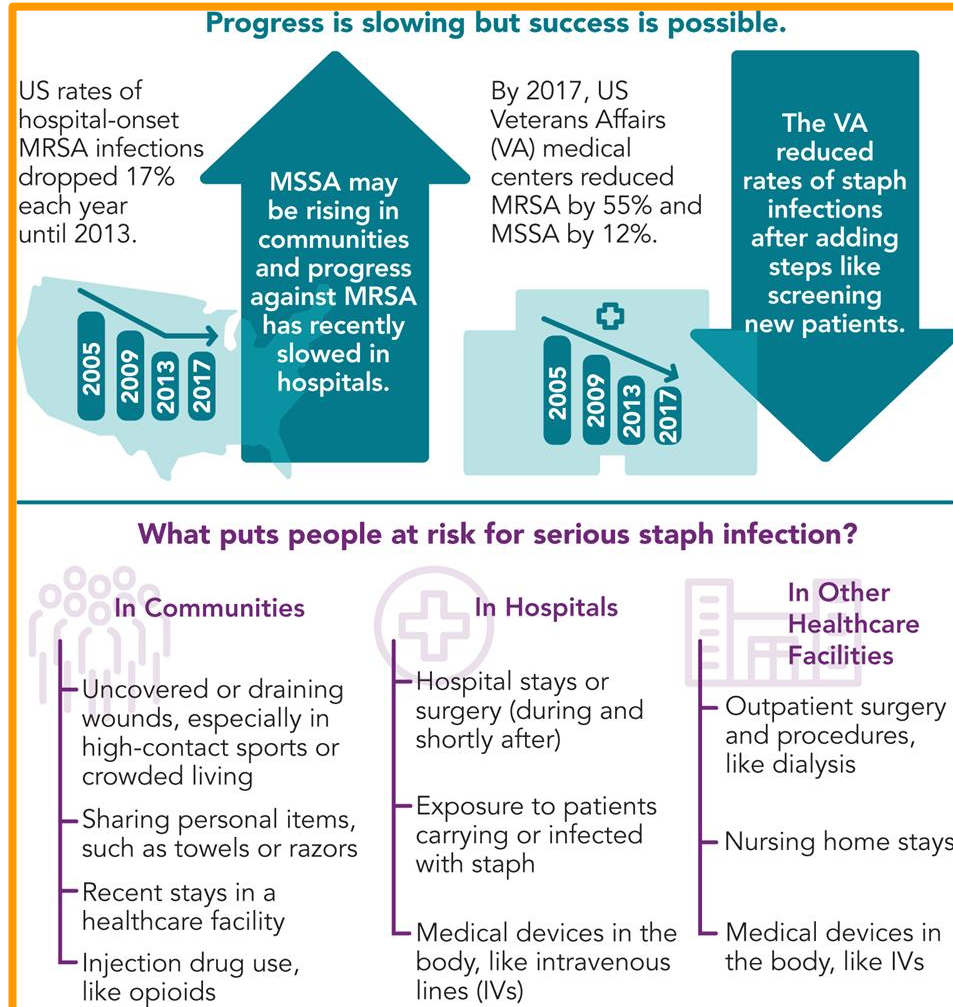 Progress is slowing but success is possible.
US rates of
hospital-onset
MRSA infections
dropped 17%
each year
until 2013.
2005
2009
2013
2017
MSSA may
be rising in
communities
and progress
against MRSA
has recently
slowed in
hospitals.
By 2017, US
Veterans Affairs
(VA) medical
centers reduced
MRSA by 55% and
MSSA by 12%.
2005
2009
2013
2017
The VA
reduced
rates of staph
infections
after adding
steps like
screening
new patients.
What puts people at risk for serious staph infection?
In Communities
Uncovered or draining
wounds, especially in
high-contact sports or
crowded living
Sharing personal items,
such as towels or razors
Recent stays in a
healthcare facility
Injection drug use,
like opioids
In Hospitals
Hospital stays or
surgery (during and
shortly after)
Exposure to patients
carrying or infected
with staph
Medical devices in the
body, like intravenous
lines (IVs)
In Other
Healthcare
Facilities
Outpatient surgery
and procedures,
like dialysis
Nursing home stays
Medical devices in
the body, like IVs